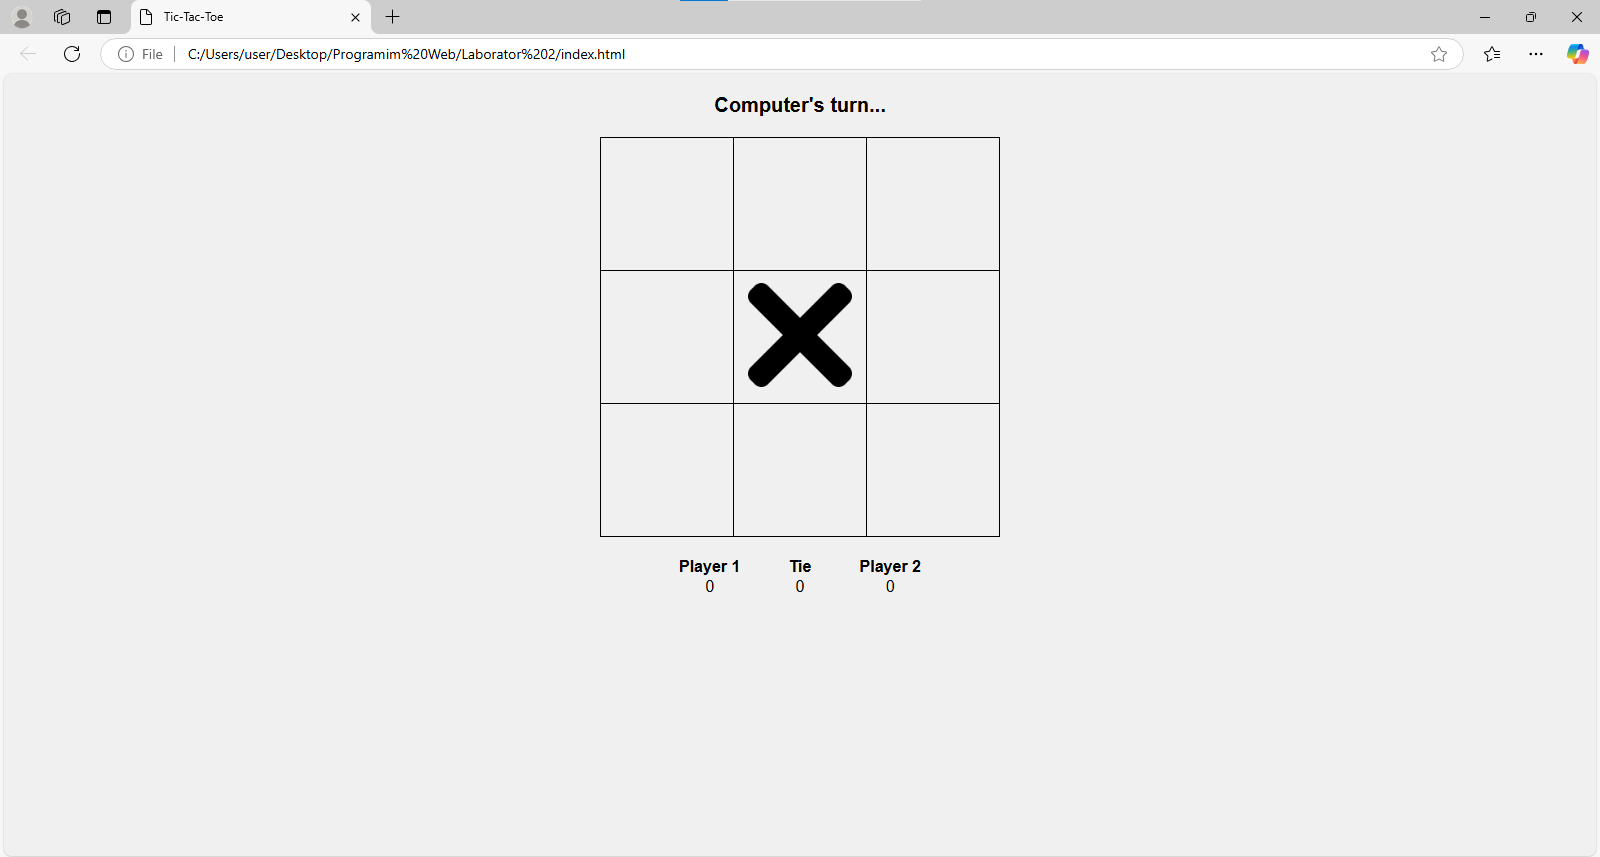 Tic-Tac-Toe
File
C:/Users/user/Desktop/Programim%20Web/Laborator%202/index.html
Computer's turn...
Player 1 Tie Player 2
0 0 0